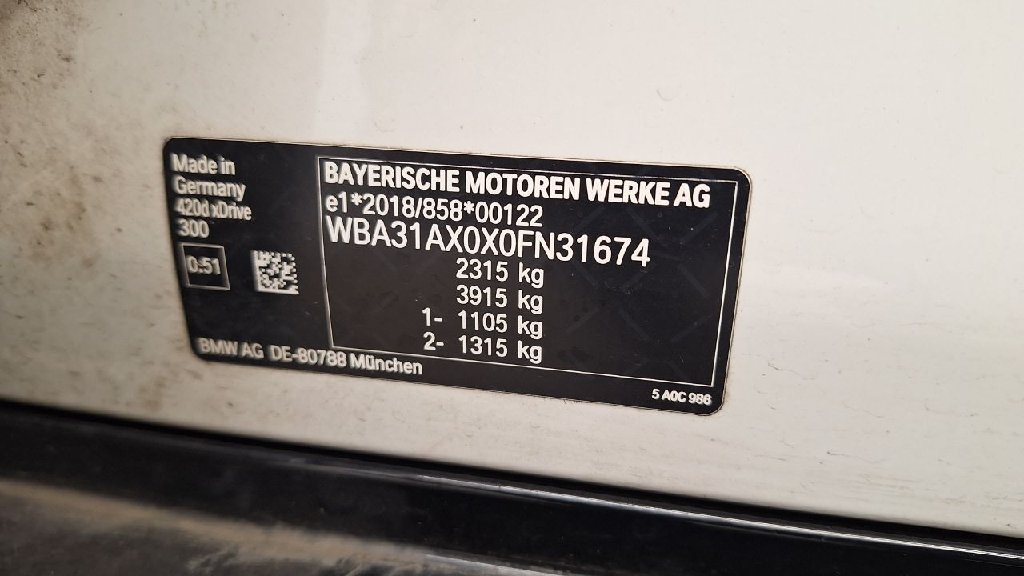 Made in
Germany
420d xDrive
300
0.51
BAYERISCHE MOTOREN WERKE AG
e1*2018/858*00122
WBA31AX0X0FN31674
2315 kg
3915 kg
1- 1105 kg
2- 1315 kg
BMW AG DE-80788 München
5 A0C 986